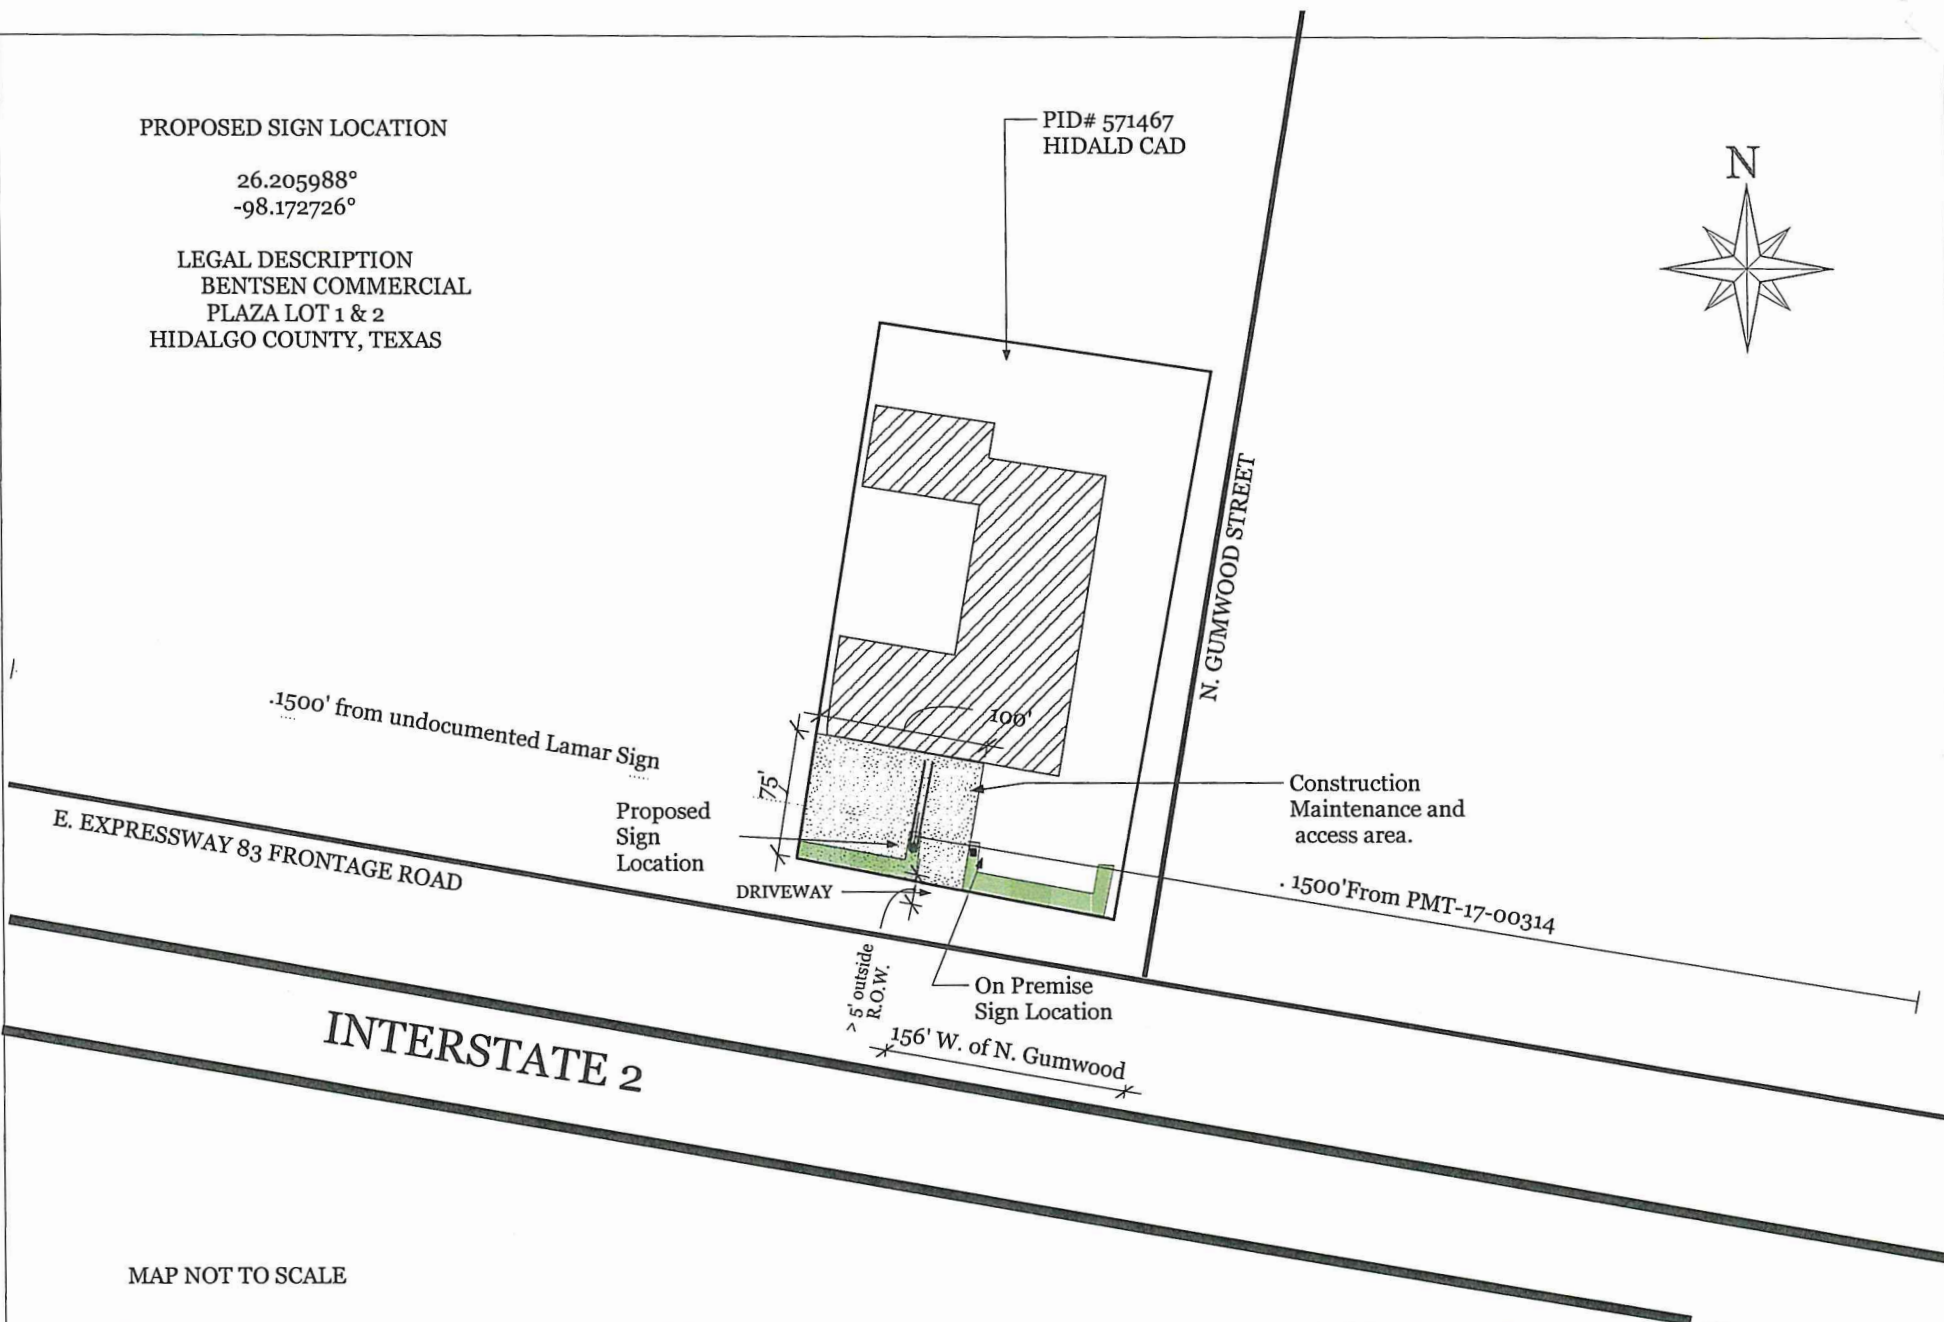 PROPOSED SIGN LOCATION
26.205988°
-98.172726°
LEGAL DESCRIPTION
BENTSEN COMMERCIAL
PLAZA LOT 1 & 2
HIDALGO COUNTY, TEXAS
PID# 571467
HIDALD CAD
N
N. GUMWOOD STREET
.1500' from undocumented Lamar Sign
100'
75'
Proposed
Sign
Location
Construction
Maintenance and
access area.
E. EXPRESSWAY 83 FRONTAGE ROAD
DRIVEWAY
. 1500'From PMT-17-00314
> 5' outside
R.O.W.
On Premise
Sign Location
156' W. of N. Gumwood
INTERSTATE 2
MAP NOT TO SCALE